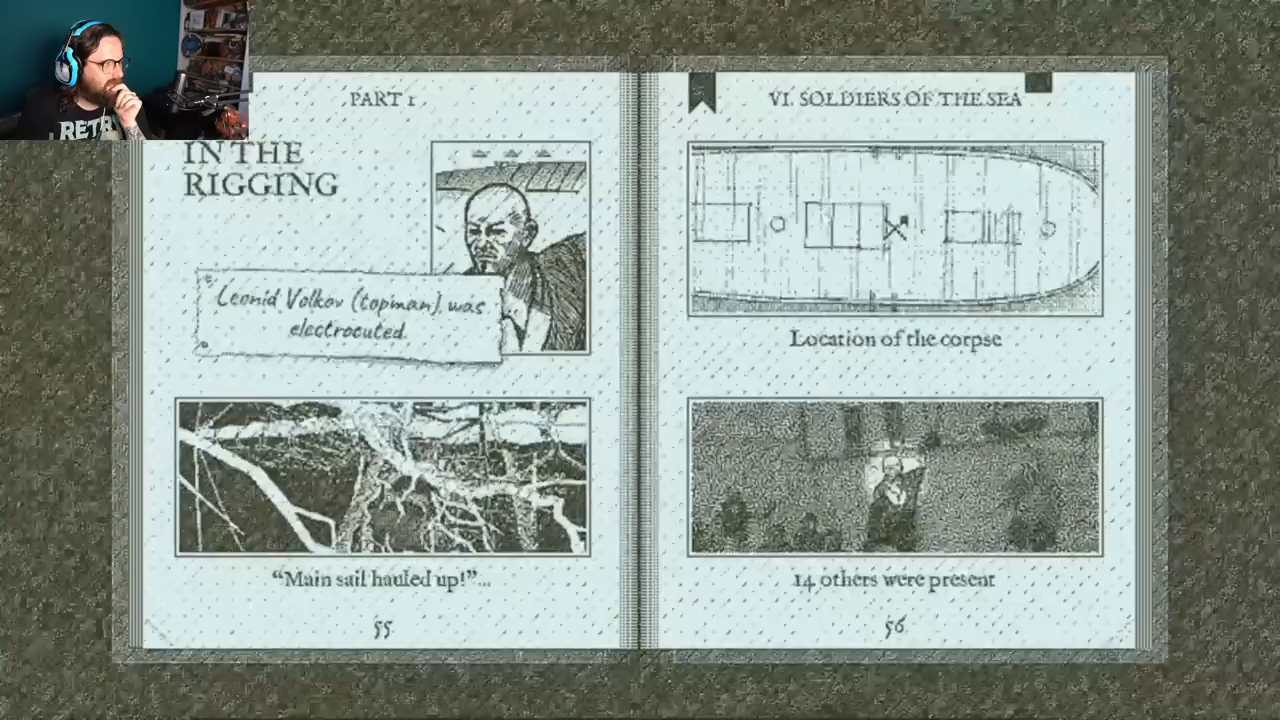 RETR
PART 1
IN THE
RIGGING
Leonid Volkov (topman), was
electrocuted.
"Main sail hauled up!"...
55
VI. SOLDIERS OF THE SEA
Location of the corpse
14 others were present
56